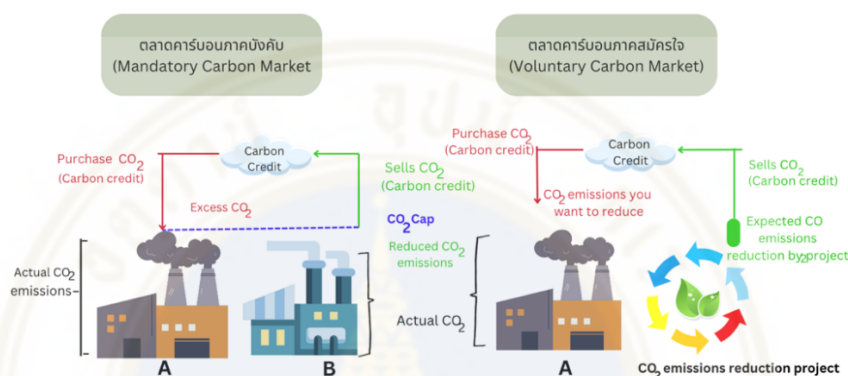 ตลาดคาร์บอนภาคบังคับ
(Mandatory Carbon Market
Purchase CO2
(Carbon credit)
Carbon
Credit
Sells CO2
(Carbon credit)
Excess CO2
CO2Cap
Reduced CO2
emissions
Actual CO2
emissions
A
B
ตลาดคาร์บอนภาคสมัครใจ
(Voluntary Carbon Market)
Purchase CO2
(Carbon credit)
Carbon
Credit
Sells CO2
(Carbon credit)
CO2 emissions you
want to reduce
Expected CO
emissions
reduction by2project
Actual CO2
A
CO2 emissions reduction project